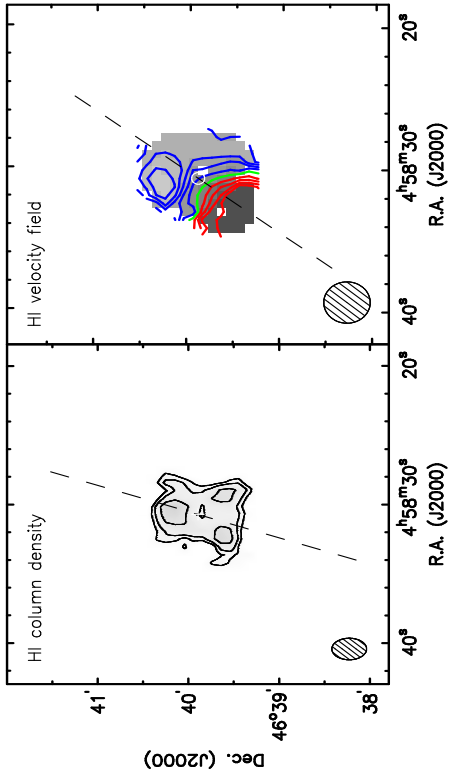 HI velocity field
20ˢ
4ʰ58ᵐ30ˢ
40ˢ
R.A. (J2000)
HI column density
20ˢ
4ʰ58ᵐ30ˢ
40ˢ
R.A. (J2000)
41'
40'
46°39'
38'
Dec. (J2000)